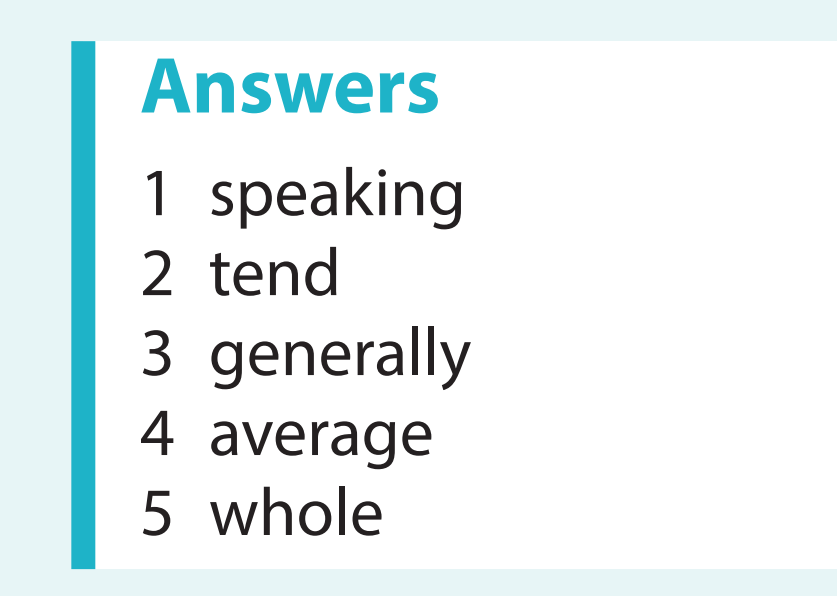 Answers
1 speaking
2 tend
3 generally
4 average
5 whole